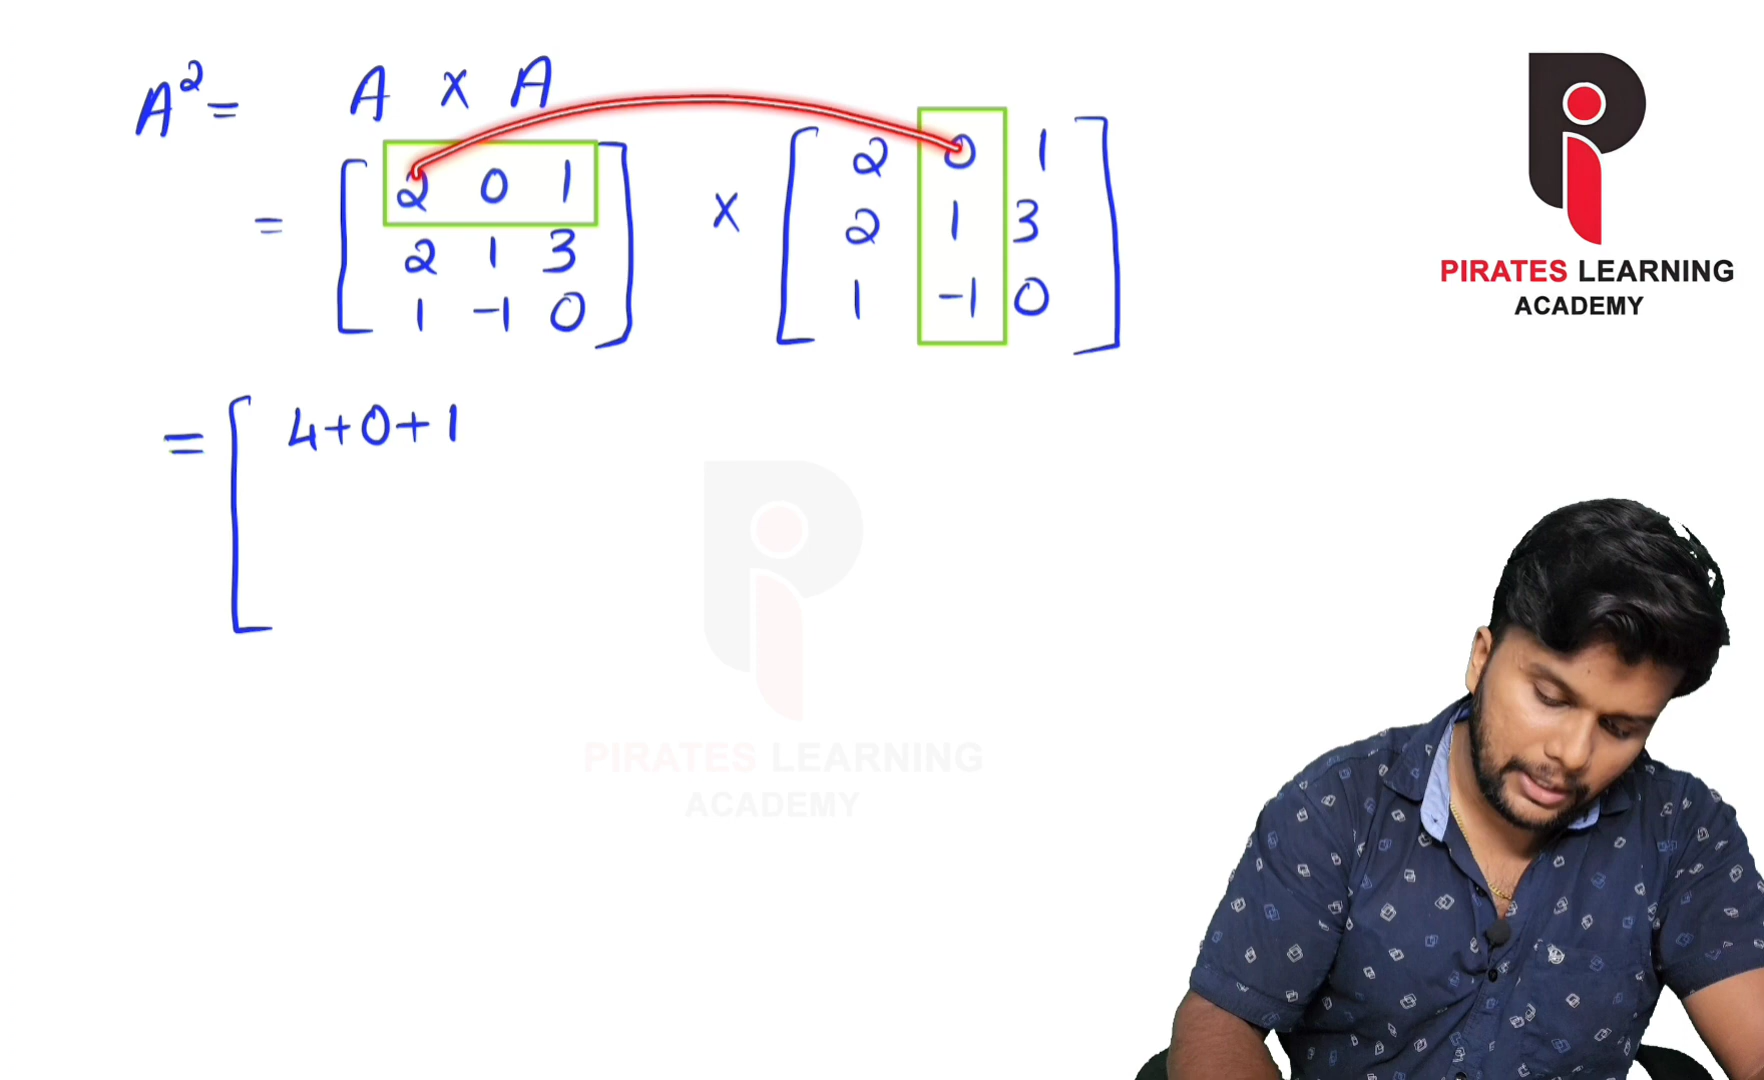 A² = A × A
= [ 2 0 1 ] × [ 2 0 1 ]
2 1 3 2 1 3
1 -1 0 1 -1 0
= [ 4+0+1
PIRATES LEARNING
ACADEMY
PIRATES LEARNING
ACADEMY